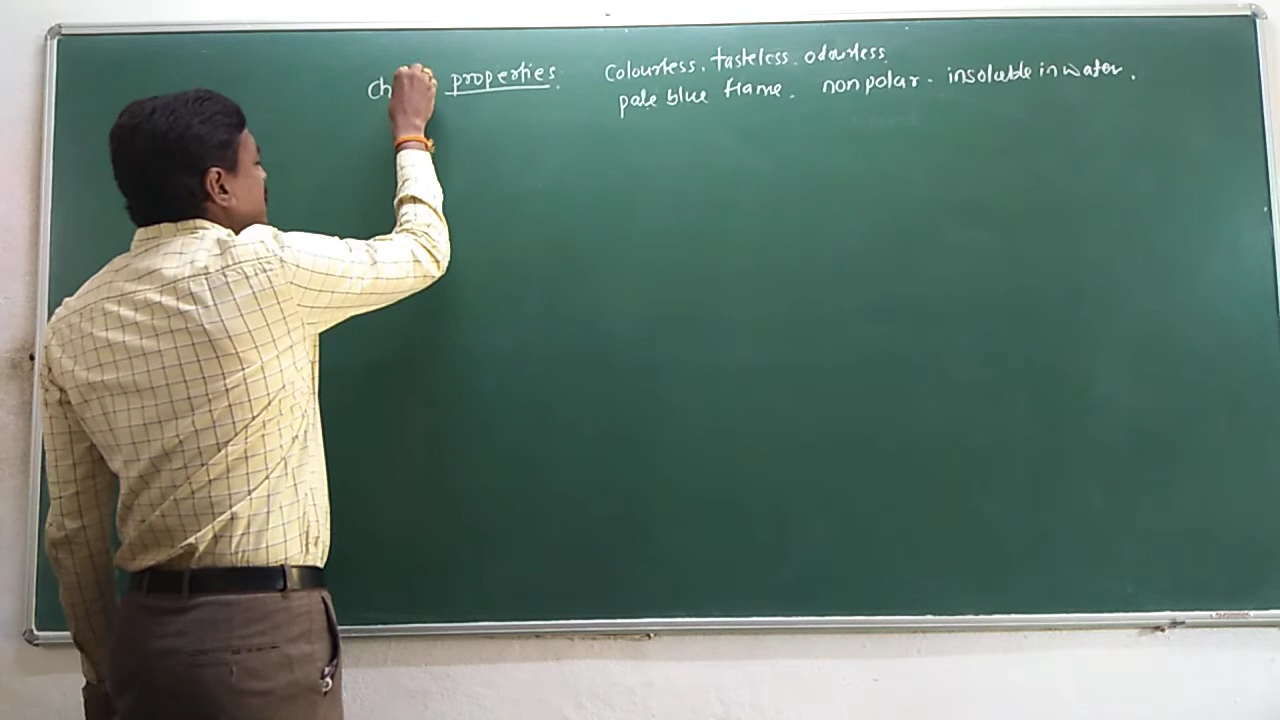 Ch properties. Colourless. tasteless. odourless.
pale blue flame. non polar. insoluble in water.